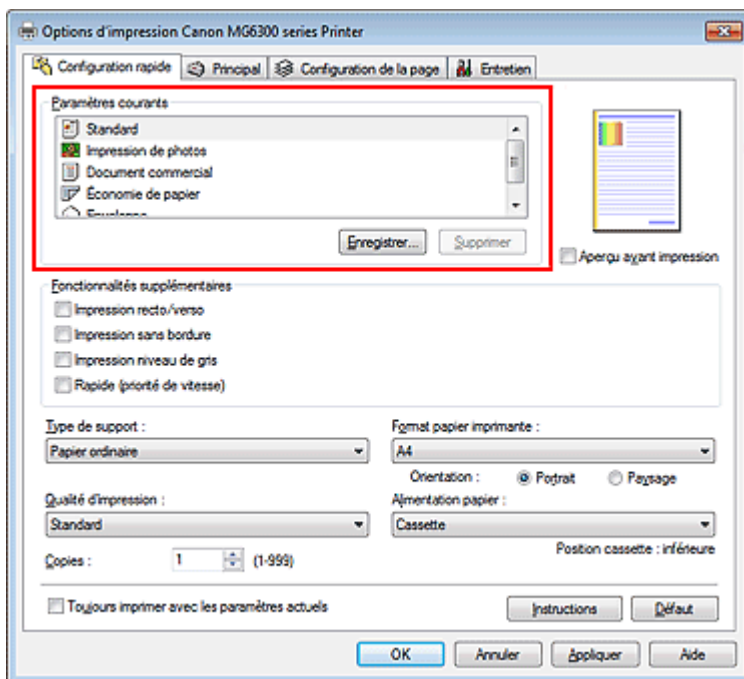 Options d'impression Canon MG6300 series Printer
Configuration rapide Principal Configuration de la page Entretien
Paramètres courants
Standard
Impression de photos
Document commercial
Économie de papier
Enregistrer... Supprimer
Aperçu avant impression
Fonctionnalités supplémentaires
Impression recto/verso
Impression sans bordure
Impression niveau de gris
Rapide (priorité de vitesse)
Type de support :
Papier ordinaire
Format papier imprimante :
A4
Orientation : Portrait Paysage
Qualité d'impression :
Standard
Alimentation papier :
Cassette
Position cassette : inférieure
Copies : 1 (1-999)
Toujours imprimer avec les paramètres actuels
Instructions Défaut
OK Annuler Appliquer Aide